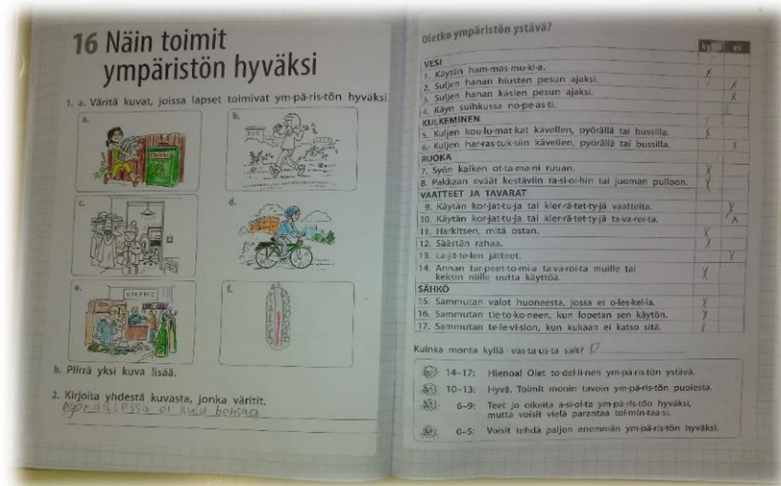 16 Näin toimit
ympäristön hyväksi
1. a. Väritä kuvat, joissa lapset toimivat ym-pä-ris-tön hyväksi.
a.
b.
c.
d.
e.
f.
b. Piirrä yksi kuva lisää.
2. Kirjoita yhdestä kuvasta, jonka väritit.
ei kulu bensaa
Oletko ympäristön ystävä?
kyllä ei
VESI
1. Käytän ham-mas-mu-ki-a.
2. Suljen hanan hiusten pesun ajaksi.
3. Suljen hanan käsien pesun ajaksi.
4. Käyn suihkussa no-pe-as-ti.
KULKEMINEN
5. Kuljen kou-lu-mat-kat kävellen, pyörällä tai bussilla.
6. Kuljen har-ras-tuk-siin kävellen, pyörällä tai bussilla.
RUOKA
7. Syön kaiken ot-ta-ma-ni ruuan.
8. Pakkaan eväät kestäviin ra-si-oi-hin tai juoman pulloon.
VAATTEET JA TAVARAT
9. Käytän kor-jat-tu-ja tai kier-rä-tet-ty-jä vaatteita.
10. Käytän kor-jat-tu-ja tai kier-rä-tet-ty-jä ta-va-roi-ta.
11. Harkitsen, mitä ostan.
12. Säästän rahaa.
13. La-jit-te-len jätteet.
14. Annan tar-peet-to-mi-a ta-va-roi-ta muille tai
keksin niille uutta käyttöä.
SÄHKÖ
15. Sammutan valot huoneesta, jossa ei o-les-kel-la.
16. Sammutan tie-to-ko-neen, kun lopetan sen käytön.
17. Sammutan te-le-vi-sion, kun kukaan ei katso sitä.
Kuinka monta kyllä -vas-ta-us-ta sait?
14–17: Hienoa! Olet to-del-li-nen ym-pä-ris-tön ystävä.
10–13: Hyvä. Toimit monin tavoin ym-pä-ris-tön puolesta.
6–9: Teet jo oikeita a-si-oi-ta ym-pä-ris-tön hyväksi,
mutta voisit vielä parantaa toi-min-taa-si.
0–5: Voisit tehdä paljon enemmän ym-pä-ris-tön hyväksi.